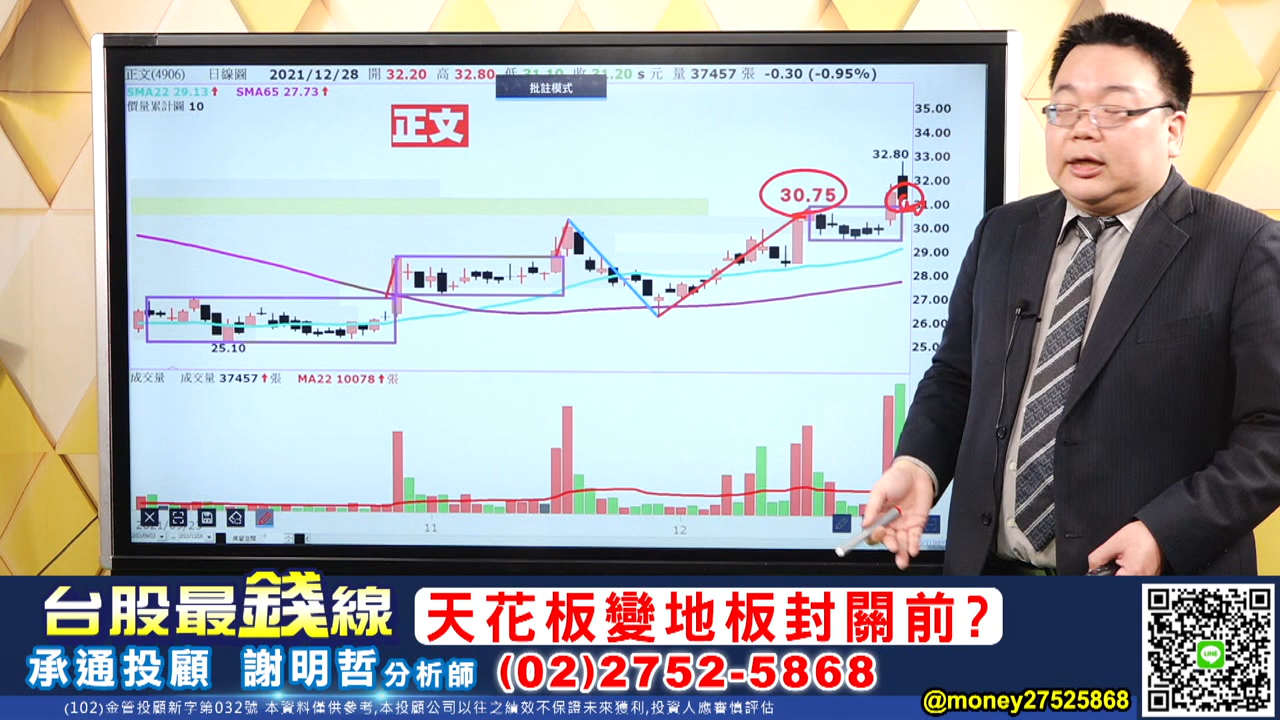 正文(4906) 日線圖 2021/12/28 開 32.20 高 32.80 低 31.10 收 31.20 s 元 量 37457 張 -0.30 (-0.95%)
SMA22 29.13↑ SMA65 27.73↑
價量累計圖 10
批註模式
正文
35.00
34.00
32.80
33.00
32.00
30.75
31.00
30.00
29.00
28.00
27.00
26.00
25.10
25.0
成交量 成交量 37457↑張 MA22 10078↑張
11
12
台股最錢線
天花板變地板封關前?
承通投顧 謝明哲分析師 (02)2752-5868
(102)金管投顧新字第032號 本資料僅供參考,本投顧公司以往之績效不保證未來獲利,投資人應審慎評估
LINE
@money27525868